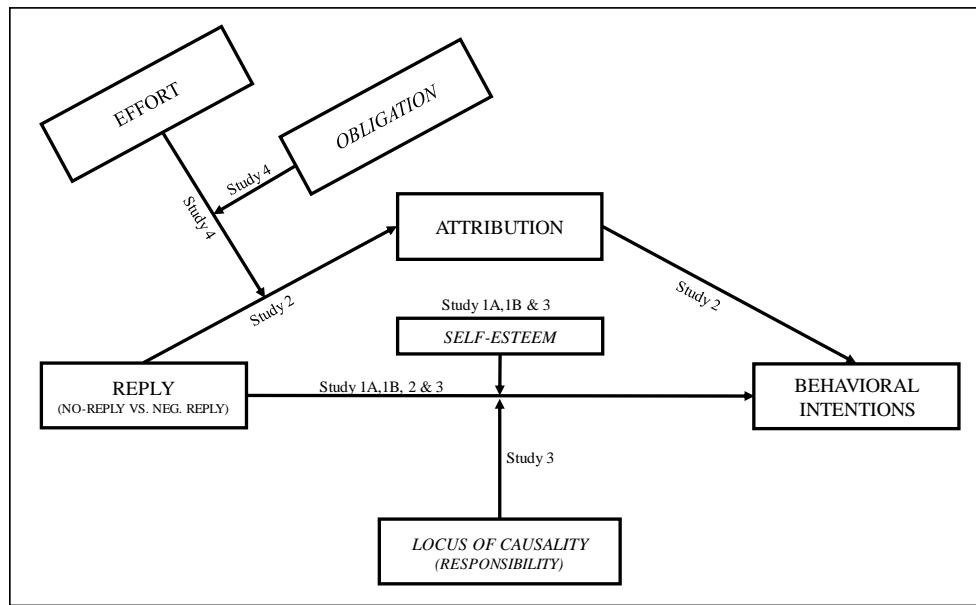 EFFORT
OBLIGATION
Study 4
Study 4
ATTRIBUTION
Study 2
Study 2
Study 1A,1B & 3
SELF-ESTEEM
REPLY
(NO-REPLY VS. NEG. REPLY)
Study 1A,1B, 2 & 3
BEHAVIORAL
INTENTIONS
Study 3
LOCUS OF CAUSALITY
(RESPONSIBILITY)